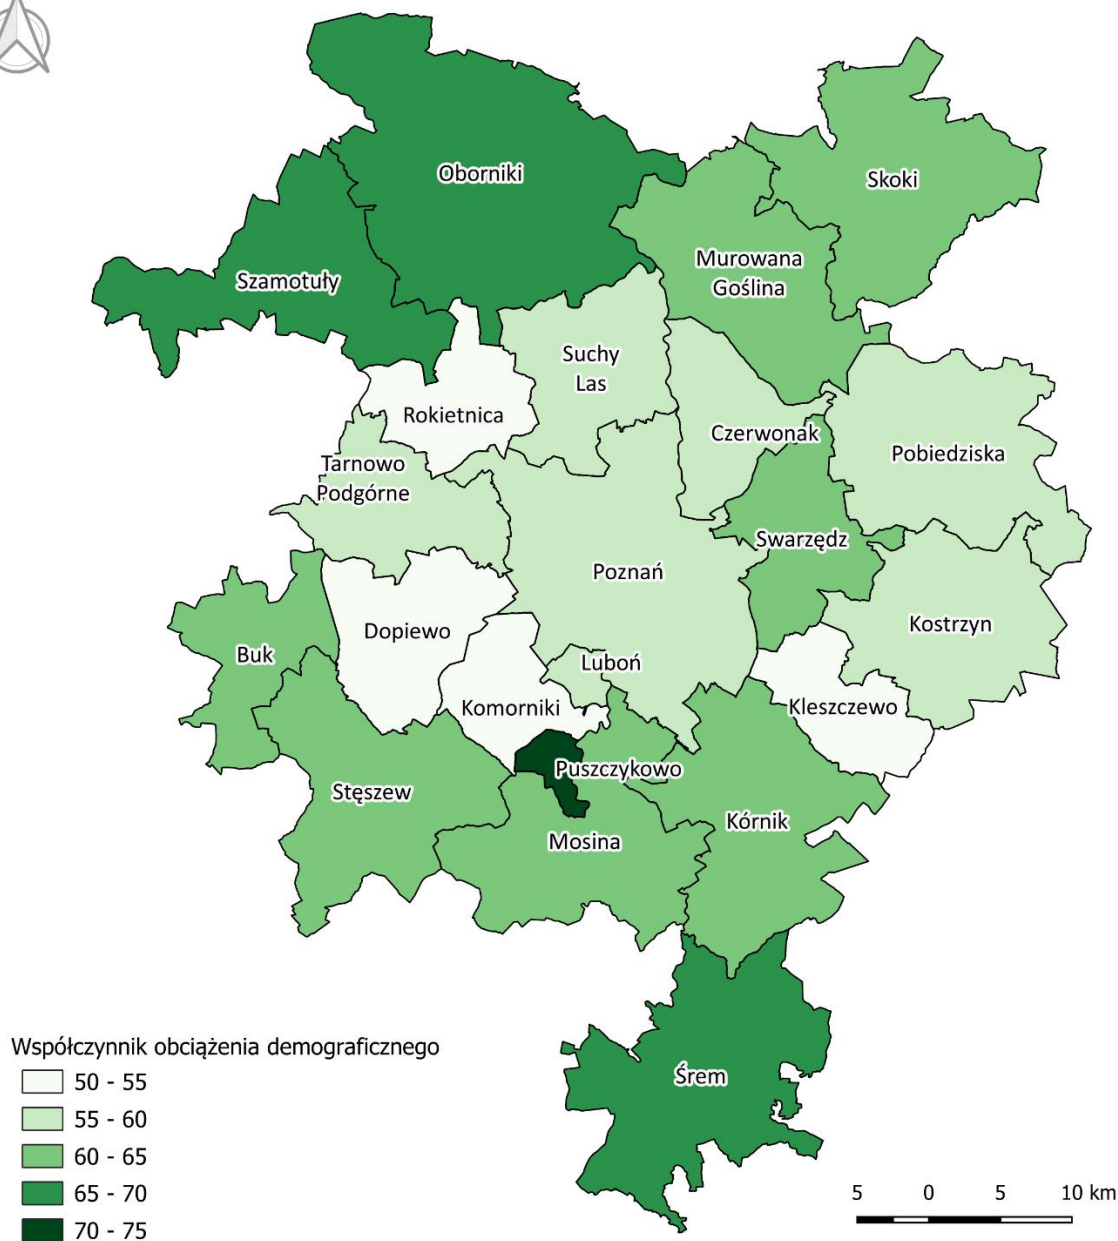 Oborniki
Skoki
Szamotuły
Murowana
Goślina
Suchy
Las
Rokietnica
Czerwonak
Pobiedziska
Tarnowo
Podgórne
Swarzędz
Poznań
Kostrzyn
Dopiewo
Buk
Luboń
Komorniki
Kleszczewo
Puszczykowo
Stęszew
Kórnik
Mosina
Śrem
Współczynnik obciążenia demograficznego
50 - 55
55 - 60
60 - 65
65 - 70
70 - 75
5 0 5 10 km